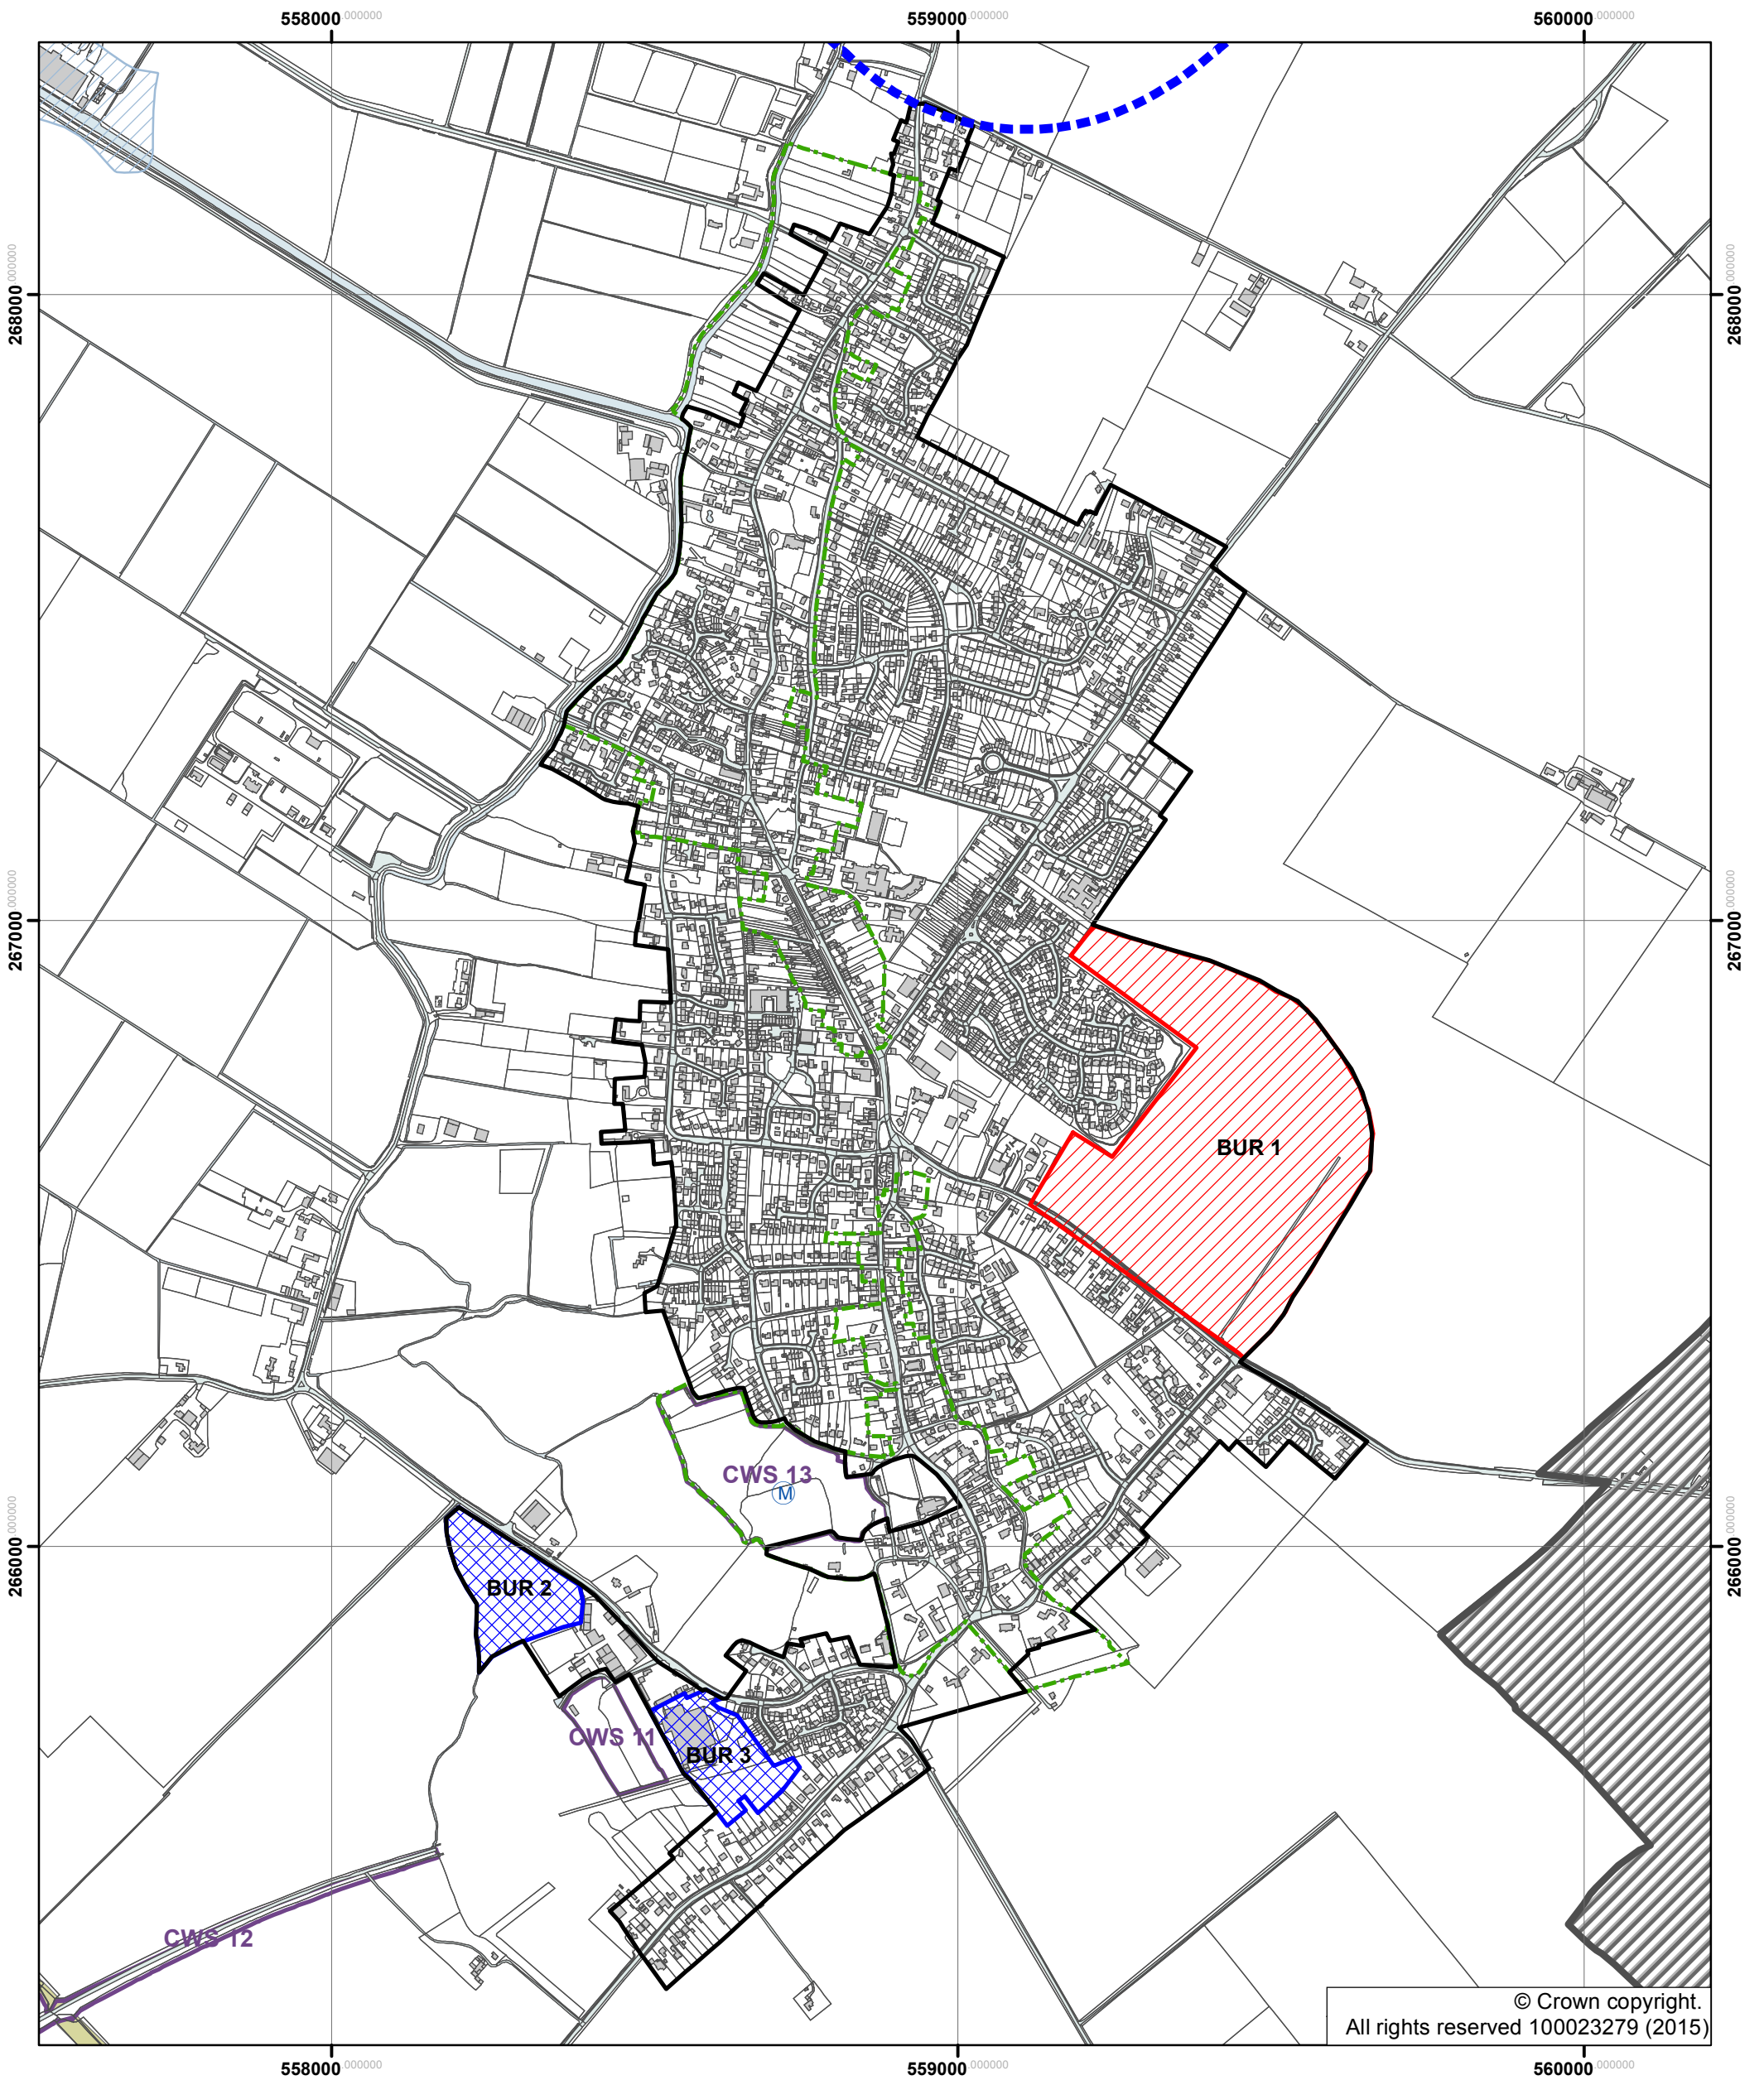 558000.000000
559000.000000
560000.000000
268000.000000
268000.000000
267000.000000
267000.000000
BUR 1
CWS 13
M
266000.000000
266000.000000
BUR 2
CWS 11
BUR 3
CWS 12
© Crown copyright.
All rights reserved 100023279 (2015)
558000.000000
559000.000000
560000.000000